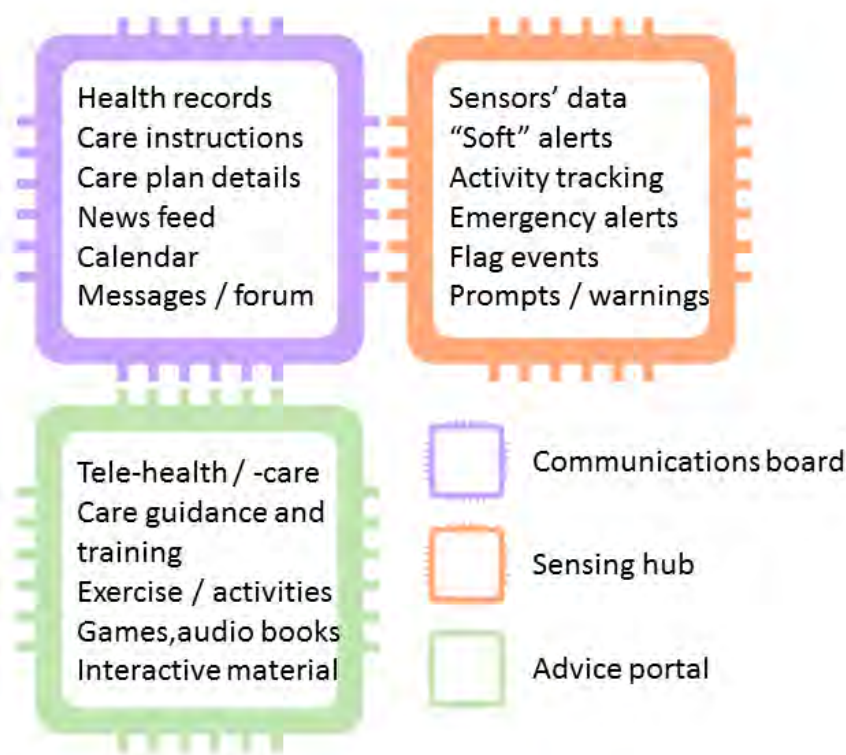 Health records
Care instructions
Care plan details
News feed
Calendar
Messages / forum
Sensors’ data
“Soft” alerts
Activity tracking
Emergency alerts
Flag events
Prompts / warnings
Tele-health / -care
Care guidance and
training
Exercise / activities
Games,audio books
Interactive material
Communications board
Sensing hub
Advice portal